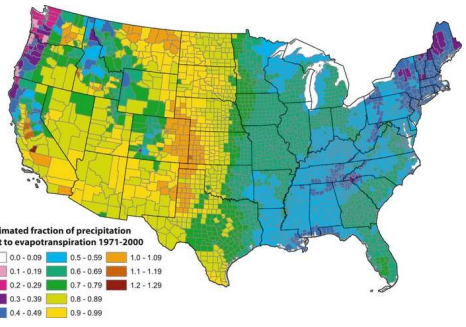 imated fraction of precipitation
t to evapotranspiration 1971-2000
0.0 - 0.09 0.5 - 0.59 1.0 - 1.09
0.1 - 0.19 0.6 - 0.69 1.1 - 1.19
0.2 - 0.29 0.7 - 0.79 1.2 - 1.29
0.3 - 0.39 0.8 - 0.89
0.4 - 0.49 0.9 - 0.99